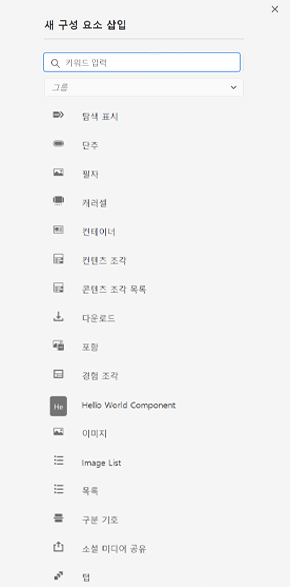 새 구성 요소 삽입
키워드 입력
그룹
탐색 표시
단추
필자
캐러셀
컨테이너
컨텐츠 조각
콘텐츠 조각 목록
다운로드
포함
경험 조각
He
Hello World Component
이미지
Image List
목록
구분 기호
소셜 미디어 공유
탭